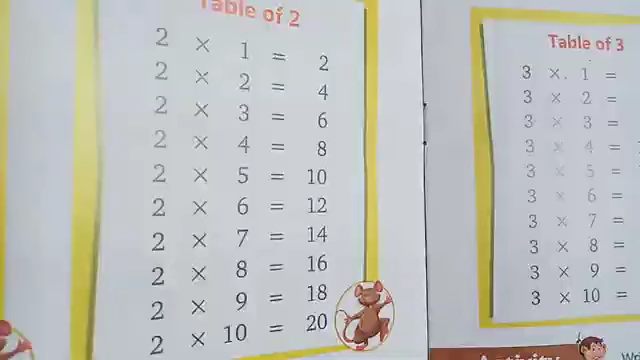 Table of 2
2 × 1 = 2
2 × 2 = 4
2 × 3 = 6
2 × 4 = 8
2 × 5 = 10
2 × 6 = 12
2 × 7 = 14
2 × 8 = 16
2 × 9 = 18
2 × 10 = 20
Table of 3
3 × 1 =
3 × 2 =
3 × 3 =
3 × 4 =
3 × 5 =
3 × 6 =
3 × 7 =
3 × 8 =
3 × 9 =
3 × 10 =
Activity